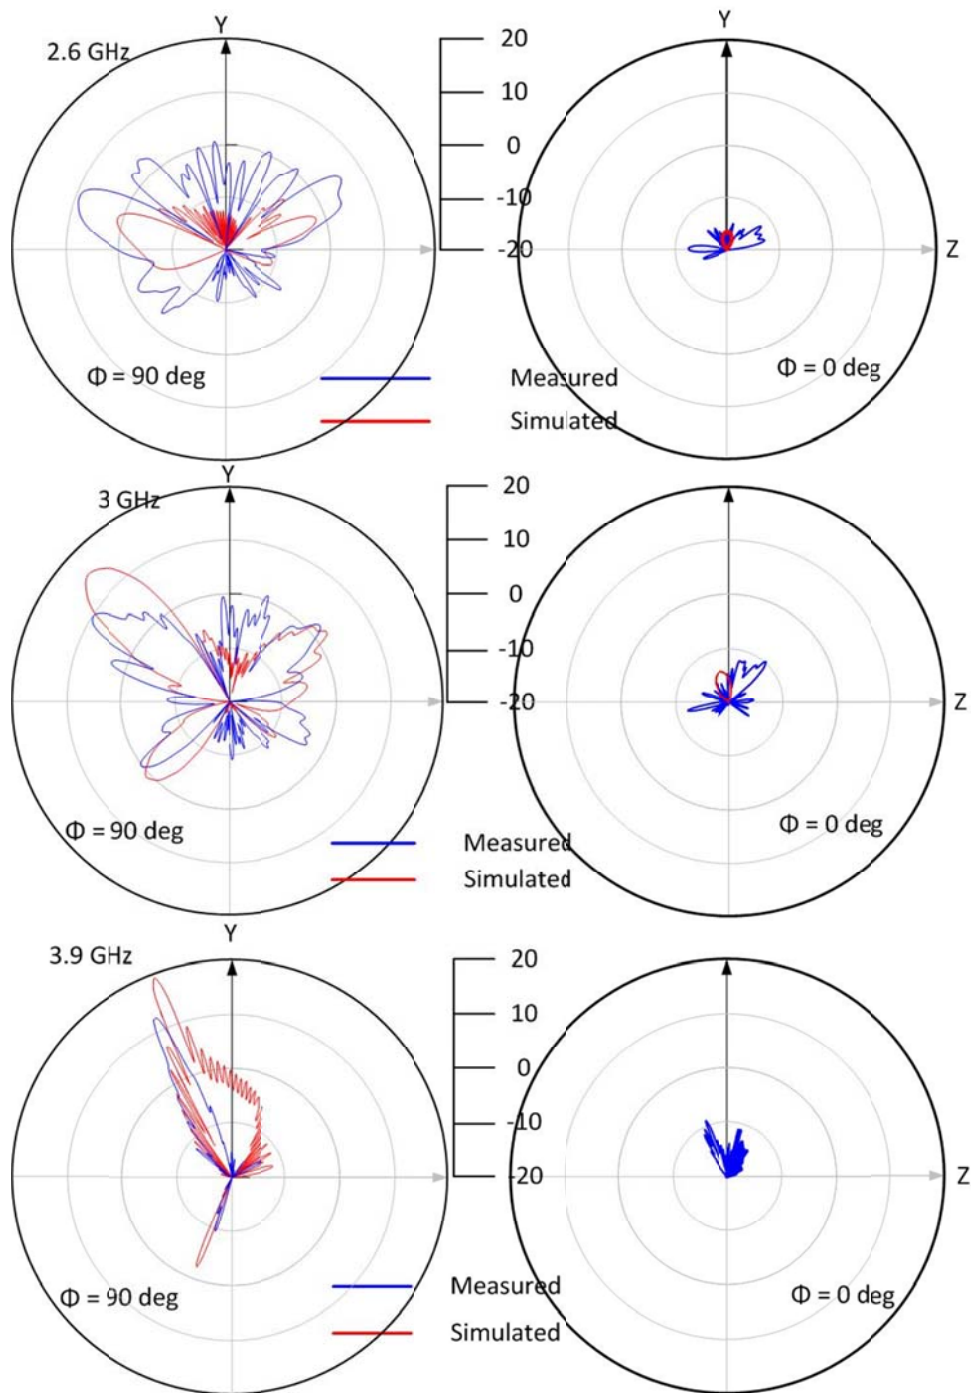 Y
Y
2.6 GHz
20
10
0
-10
-20
Z
Φ = 90 deg
Φ = 0 deg
Measured
Simulated
Y
3 GHz
20
10
0
-10
-20
Z
Φ = 90 deg
Φ = 0 deg
Measured
Simulated
Y
3.9 GHz
20
10
0
-10
-20
Z
Φ = 90 deg
Φ = 0 deg
Measured
Simulated